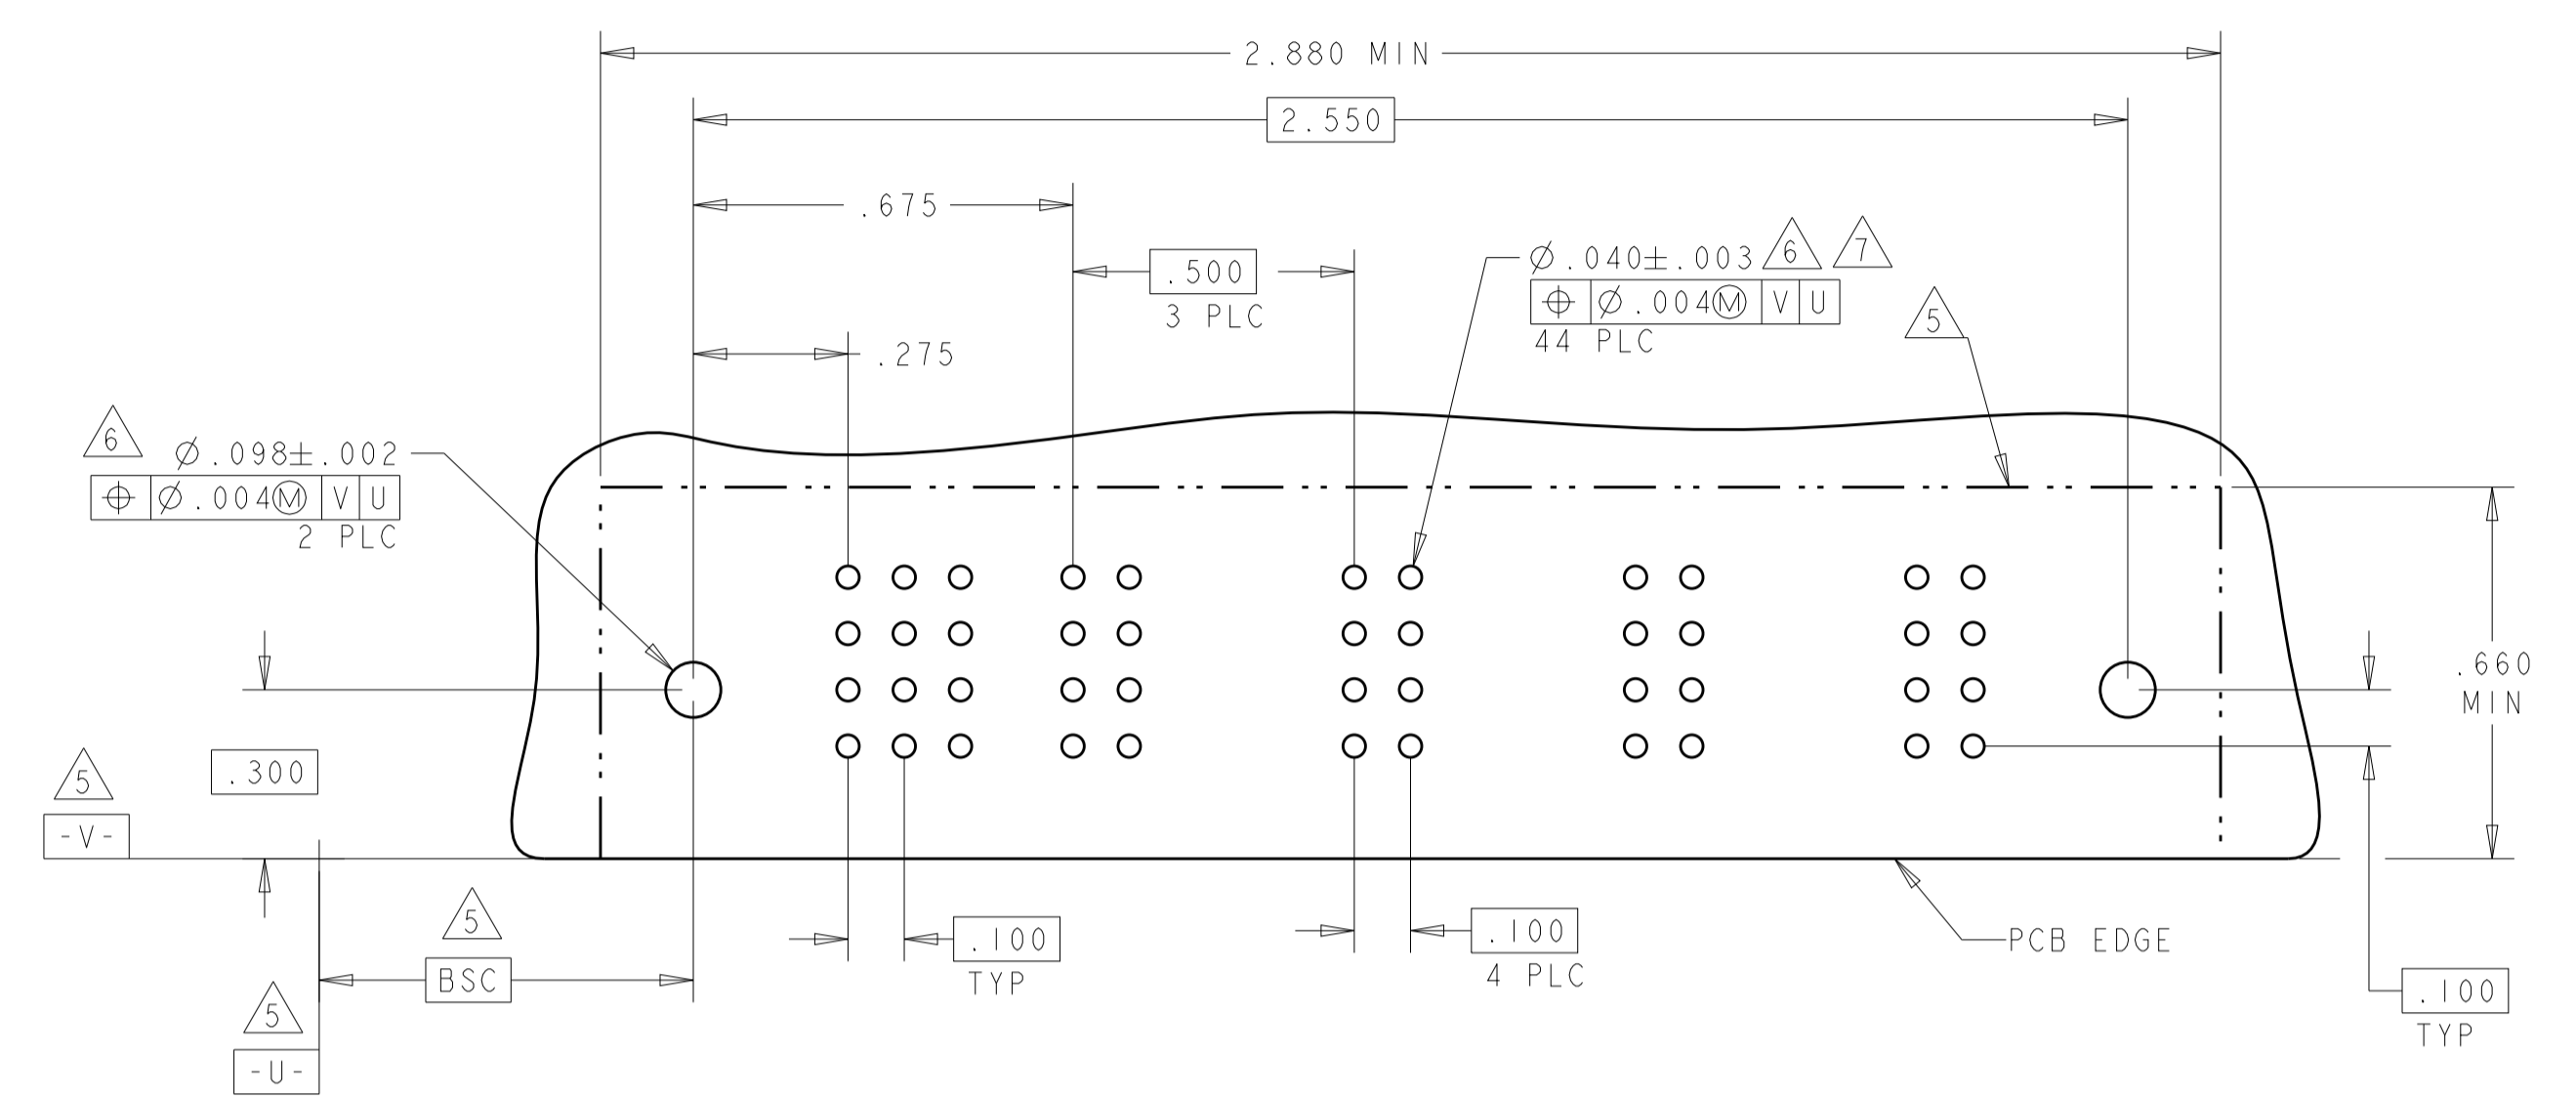 2.880 MIN
2.550
.675
.500
3 PLC
Ø.040±.003 6 7
⌖ Ø.004Ⓜ V U
44 PLC
5
.275
6 Ø.098±.002
⌖ Ø.004Ⓜ V U
2 PLC
.660
MIN
.300
5
-V-
5
BSC
5
-U-
.100
TYP
.100
4 PLC
PCB EDGE
.100
TYP